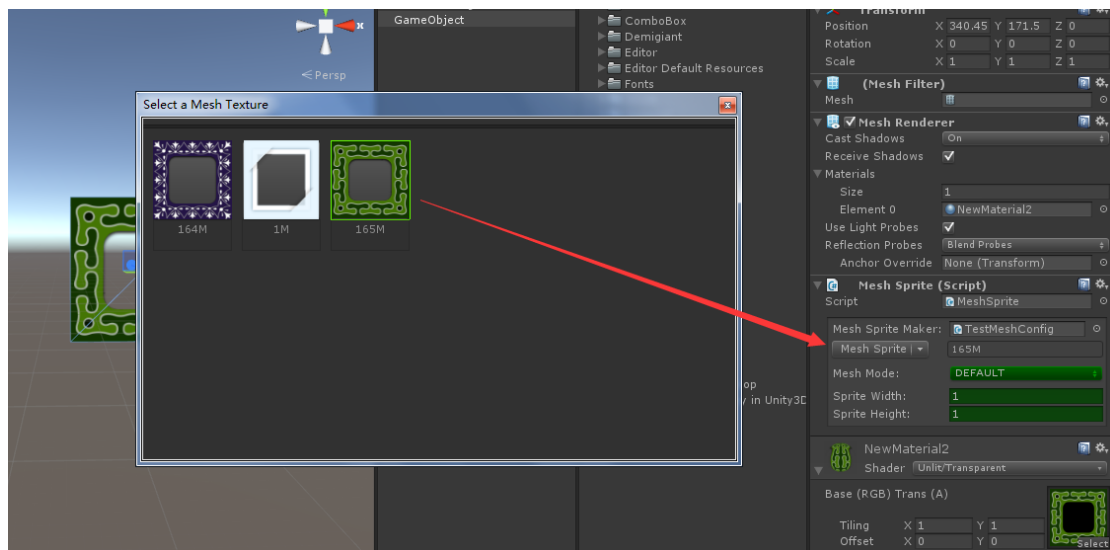 x
Persp
GameObject
ComboBox
Demigiant
Editor
Editor Default Resources
Fonts
Select a Mesh Texture
164M
1M
165M
op
y in Unity3D
Transform
Position X 340.45 Y 171.5 Z 0
Rotation X 0 Y 0 Z 0
Scale X 1 Y 1 Z 1
(Mesh Filter)
Mesh
Mesh Renderer
Cast Shadows On
Receive Shadows
Materials
Size 1
Element 0 NewMaterial2
Use Light Probes
Reflection Probes Blend Probes
Anchor Override None (Transform)
Mesh Sprite (Script)
Script MeshSprite
Mesh Sprite Maker: TestMeshConfig
Mesh Sprite 165M
Mesh Mode: DEFAULT
Sprite Width: 1
Sprite Height: 1
NewMaterial2
Shader Unlit/Transparent
Base (RGB) Trans (A)
Tiling X 1 Y 1
Offset X 0 Y 0
Select